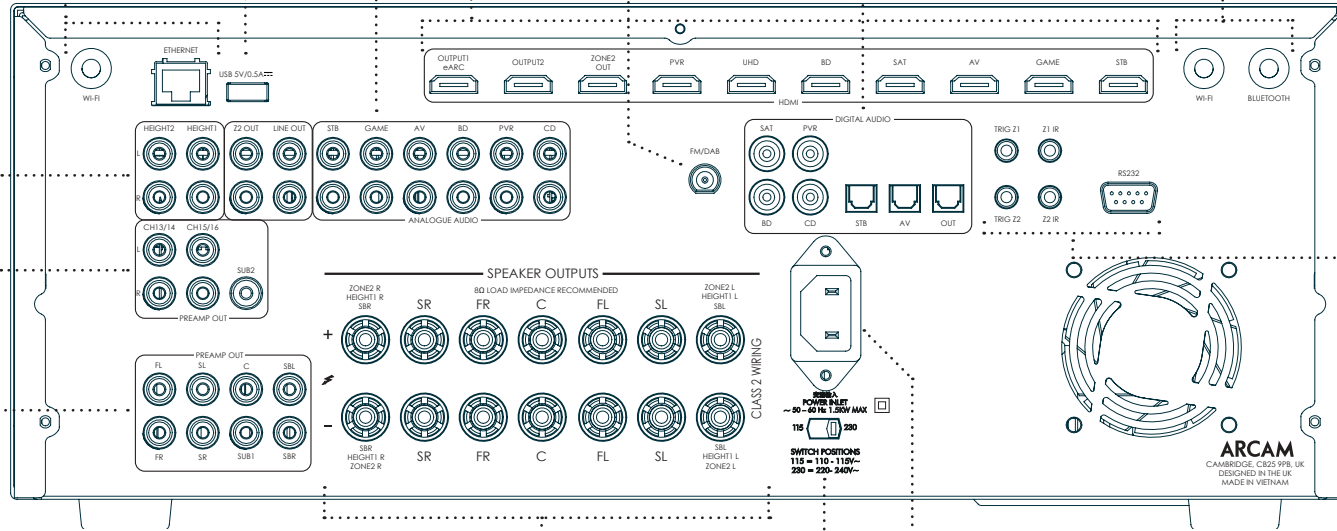 ETHERNET
USB 5V/0.5A
WI-FI
OUTPUT1 eARC
OUTPUT2
ZONE2 OUT
PVR
UHD
BD
SAT
AV
GAME
STB
HDMI
WI-FI
BLUETOOTH
HEIGHT2
HEIGHT1
Z2 OUT
LINE OUT
STB
GAME
AV
BD
PVR
CD
L
R
ANALOGUE AUDIO
FM/DAB
DIGITAL AUDIO
SAT
PVR
BD
CD
STB
AV
OUT
TRIG Z1
Z1 IR
TRIG Z2
Z2 IR
RS232
CH13/14
CH15/16
L
R
SUB2
PREAMP OUT
PREAMP OUT
FL
SL
C
SBL
FR
SR
SUB1
SBR
SPEAKER OUTPUTS
8Ω LOAD IMPEDANCE RECOMMENDED
ZONE2 R
HEIGHT1 R
SBR
SR
FR
C
FL
SL
ZONE2 L
HEIGHT1 L
SBL
+
–
SBR
HEIGHT1 R
ZONE2 R
SR
FR
C
FL
SL
SBL
HEIGHT1 L
ZONE2 L
CLASS 2 WIRING
POWER INLET
~ 50 – 60 Hz 1.5KW MAX
115
230
SWITCH POSITIONS
115 = 110 - 115V~
230 = 220- 240V~
ARCAM
CAMBRIDGE, CB25 9PB, UK
DESIGNED IN THE UK
MADE IN VIETNAM